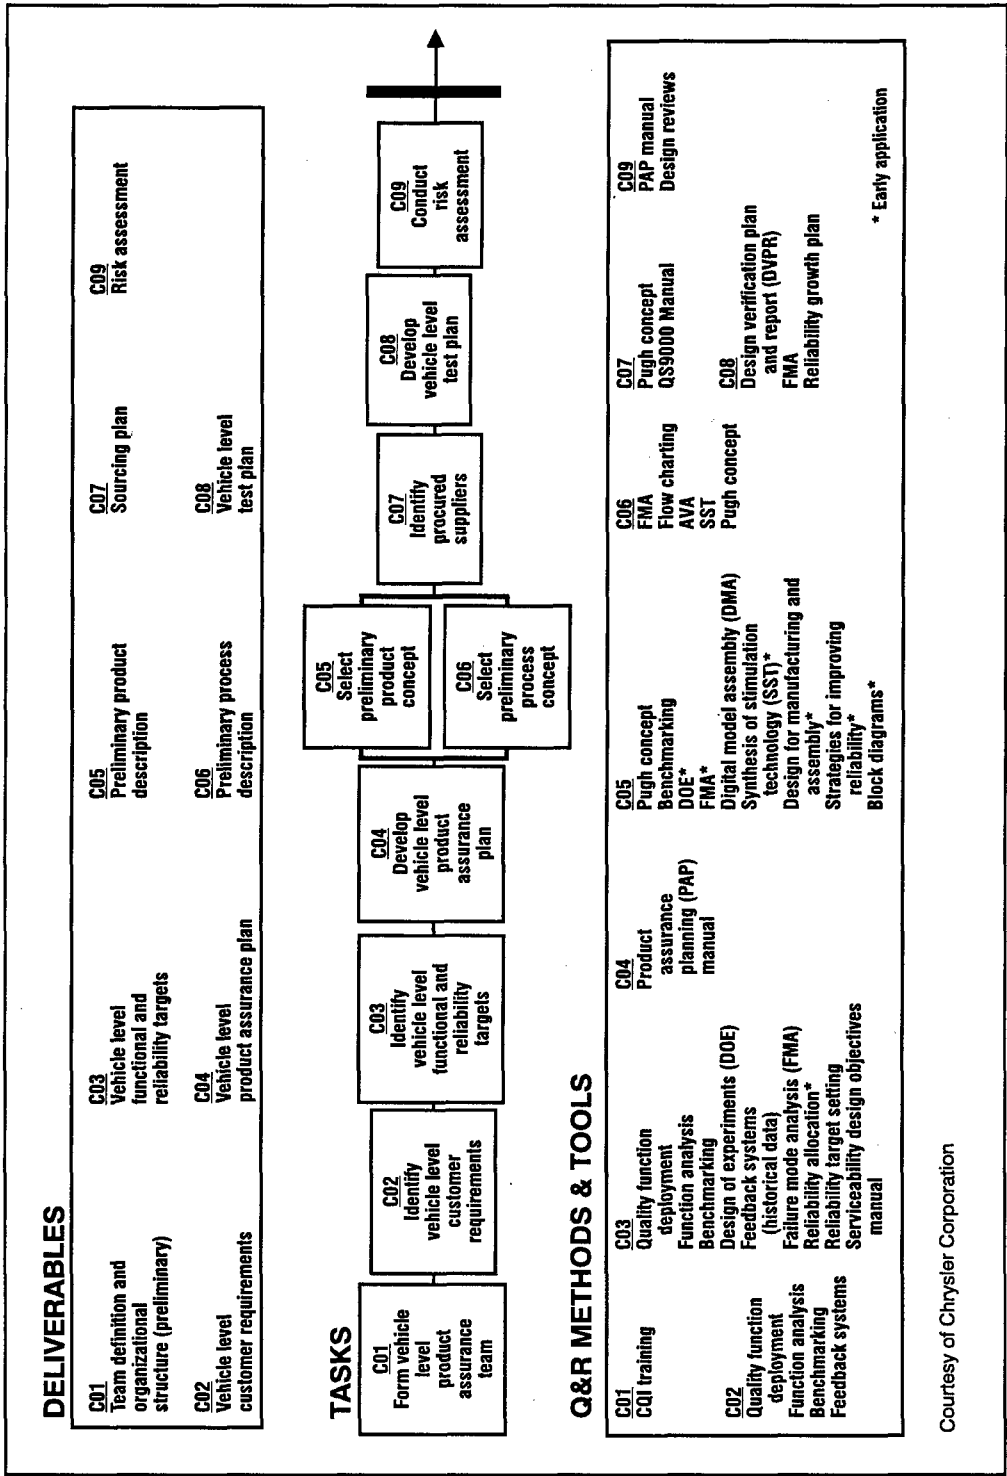 DELIVERABLES
C01
Team definition and
organizational
structure (preliminary)
C02
Vehicle level
customer requirements
C03
Vehicle level
functional and
reliability targets
C04
Vehicle level
product assurance plan
C05
Preliminary product
description
C06
Preliminary process
description
C07
Sourcing plan
C08
Vehicle level
test plan
C09
Risk assessment
TASKS
C01
Form vehicle
level
product
assurance
team
C02
Identify
vehicle level
customer
requirements
C03
Identify
vehicle level
functional and
reliability
targets
C04
Develop
vehicle level
product
assurance
plan
C05
Select
preliminary
product
concept
C06
Select
preliminary
process
concept
C07
Identify
procured
suppliers
C08
Develop
vehicle level
test plan
C09
Conduct
risk
assessment
Q&R METHODS & TOOLS
C01
CQI training
C02
Quality function
deployment
Function analysis
Benchmarking
Feedback systems
C03
Quality function
deployment
Function analysis
Benchmarking
Design of experiments (DOE)
Feedback systems
(historical data)
Failure mode analysis (FMA)
Reliability allocation*
Reliability target setting
Serviceability design objectives
manual
C04
Product
assurance
planning (PAP)
manual
C05
Pugh concept
Benchmarking
DOE*
FMA*
Digital model assembly (DMA)
Synthesis of stimulation
technology (SST)*
Design for manufacturing and
assembly*
Strategies for improving
reliability*
Block diagrams*
C06
FMA
Flow charting
AVA
SST
Pugh concept
C07
Pugh concept
QS9000 Manual
C08
Design verification plan
and report (DVPR)
FMA
Reliability growth plan
C09
PAP manual
Design reviews
* Early application
Courtesy of Chrysler Corporation